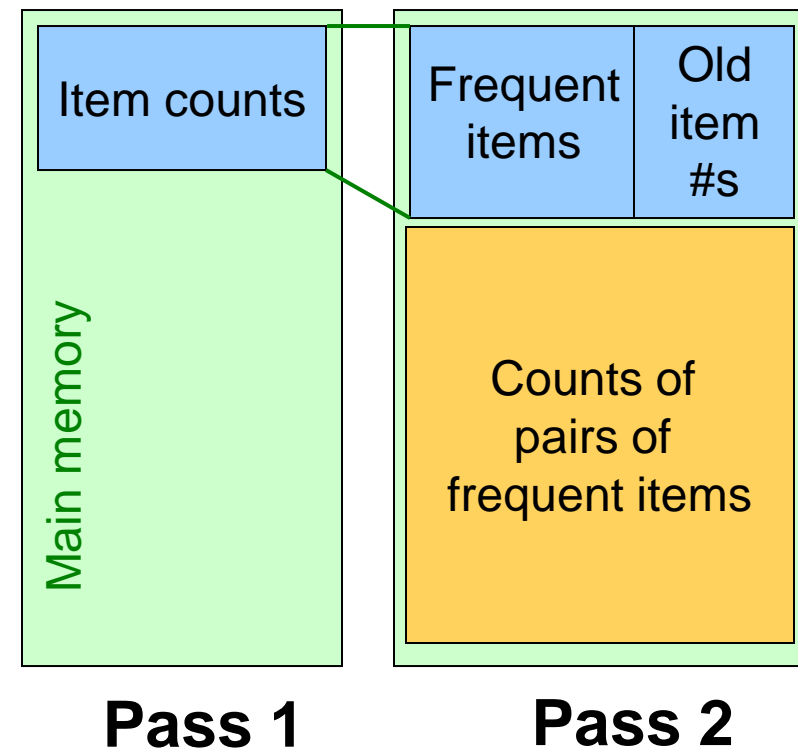 Item counts
Main memory
Frequent
items
Old
item
#s
Counts of
pairs of
frequent items
Pass 1
Pass 2